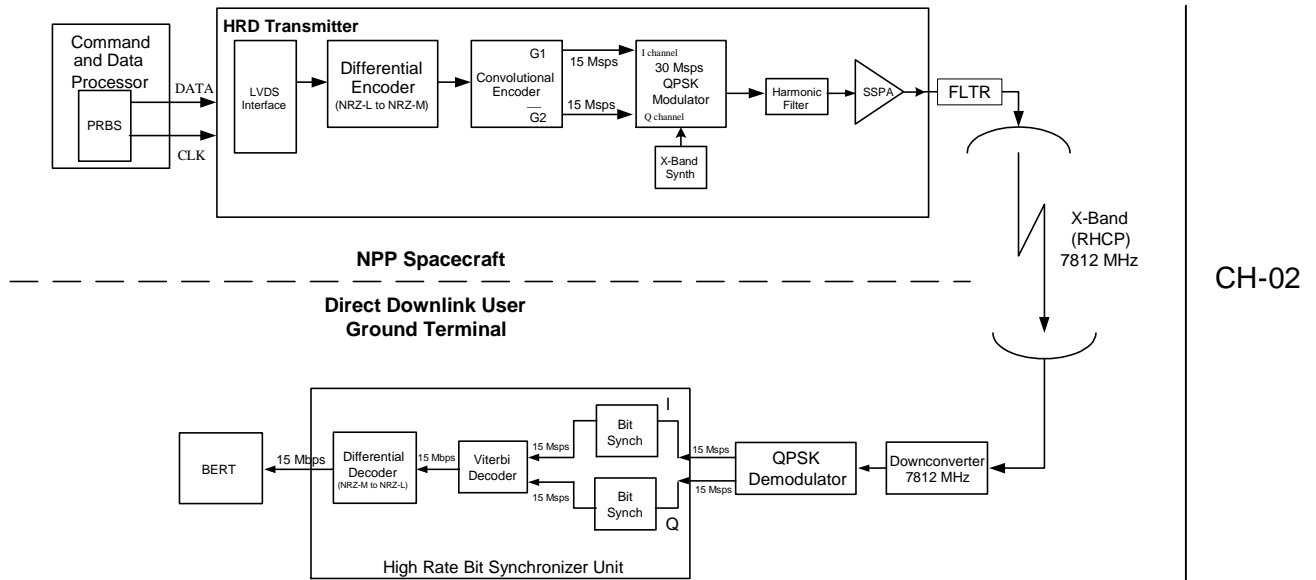 HRD Transmitter
Command
and Data
Processor
PRBS
DATA
CLK
LVDS
Interface
Differential
Encoder
(NRZ-L to NRZ-M)
Convolutional
Encoder
G1
G2
15 Msps
15 Msps
I channel
30 Msps
QPSK
Modulator
Q channel
X-Band
Synth
Harmonic
Filter
SSPA
FLTR
X-Band
(RHCP)
7812 MHz
CH-02
NPP Spacecraft
Direct Downlink User
Ground Terminal
BERT
15 Mbps
Differential
Decoder
(NRZ-M to NRZ-L)
15 Mbps
Viterbi
Decoder
15 Msps
15 Msps
Bit
Synch
I
Bit
Synch
Q
15 Msps
15 Msps
QPSK
Demodulator
Downconverter
7812 MHz
High Rate Bit Synchronizer Unit